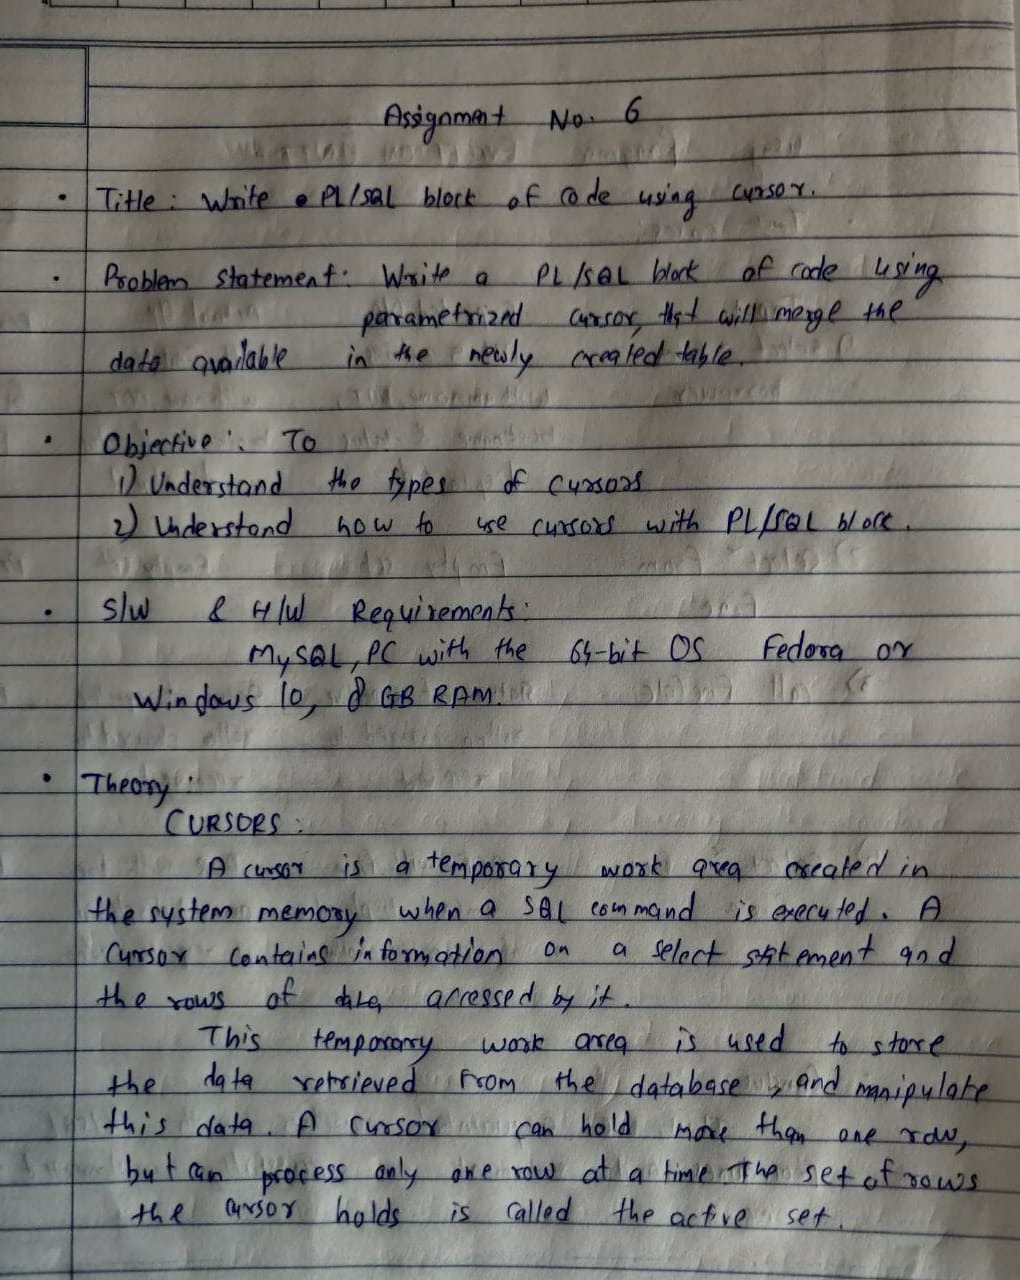 Assignment No. 6
• Title : Write a PL/SQL block of code using cursor.
• Problem Statement: Write a PL/SQL block of code using
parametrized cursor, that will merge the
data available in the newly created table.
• Objective : To
1) Understand the types of cursors
2) Understand how to use cursors with PL/SQL block.
• S/W & H/W Requirements:
MySQL, PC with the 64-bit OS Fedora or
Windows 10, 8 GB RAM.
• Theory :
CURSORS :
A cursor is a temporary work area created in
the system memory when a SQL command is executed. A
cursor contains information on a select statement and
the rows of data accessed by it.
This temporary work area is used to store
the data retrieved from the database, and manipulate
this data. A cursor can hold more than one row,
but can process only one row at a time. The set of rows
the cursor holds is called the active set.